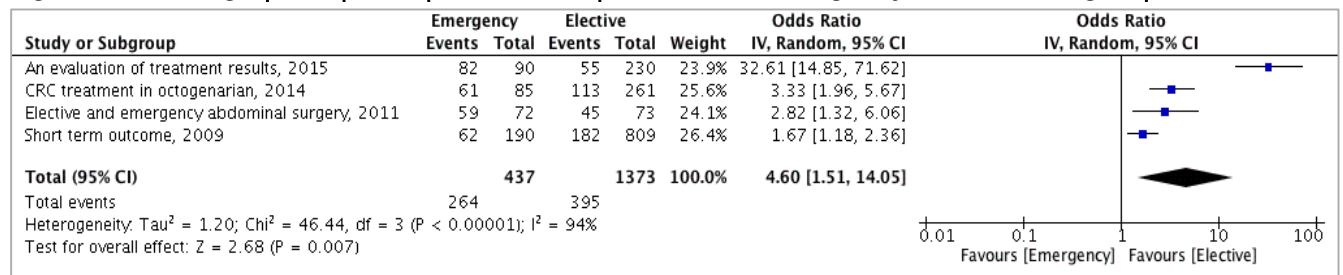 Emergency Elective Odds Ratio Odds Ratio
Study or Subgroup Events Total Events Total Weight IV, Random, 95% CI IV, Random, 95% CI
An evaluation of treatment results, 2015 82 90 55 230 23.9% 32.61 [14.85, 71.62]
CRC treatment in octogenarian, 2014 61 85 113 261 25.6% 3.33 [1.96, 5.67]
Elective and emergency abdominal surgery, 2011 59 72 45 73 24.1% 2.82 [1.32, 6.06]
Short term outcome, 2009 62 190 182 809 26.4% 1.67 [1.18, 2.36]
Total (95% CI) 437 1373 100.0% 4.60 [1.51, 14.05]
Total events 264 395
Heterogeneity: Tau² = 1.20; Chi² = 46.44, df = 3 (P < 0.00001); I² = 94%
Test for overall effect: Z = 2.68 (P = 0.007)
0.01 0.1 1 10 100
Favours [Emergency] Favours [Elective]